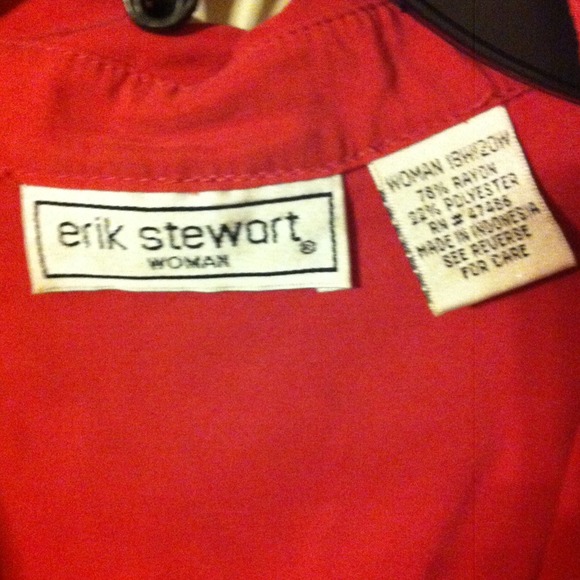 erik stewart®
WOMAN
WOMAN 18W/20W
78% RAYON
22% POLYESTER
RN # 47486
MADE IN INDONESIA
SEE REVERSE
FOR CARE